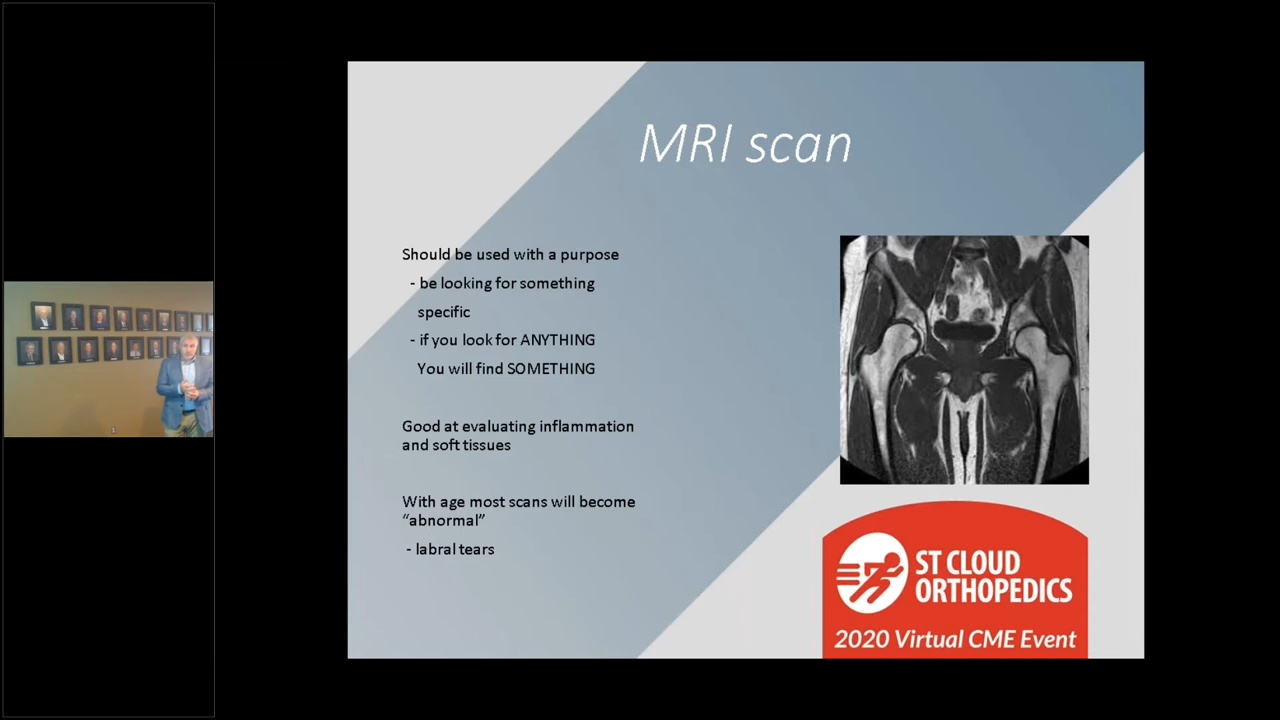 MRI scan
Should be used with a purpose
- be looking for something
specific
- if you look for ANYTHING
You will find SOMETHING
Good at evaluating inflammation
and soft tissues
With age most scans will become
“abnormal”
- labral tears
ST CLOUD
ORTHOPEDICS
2020 Virtual CME Event